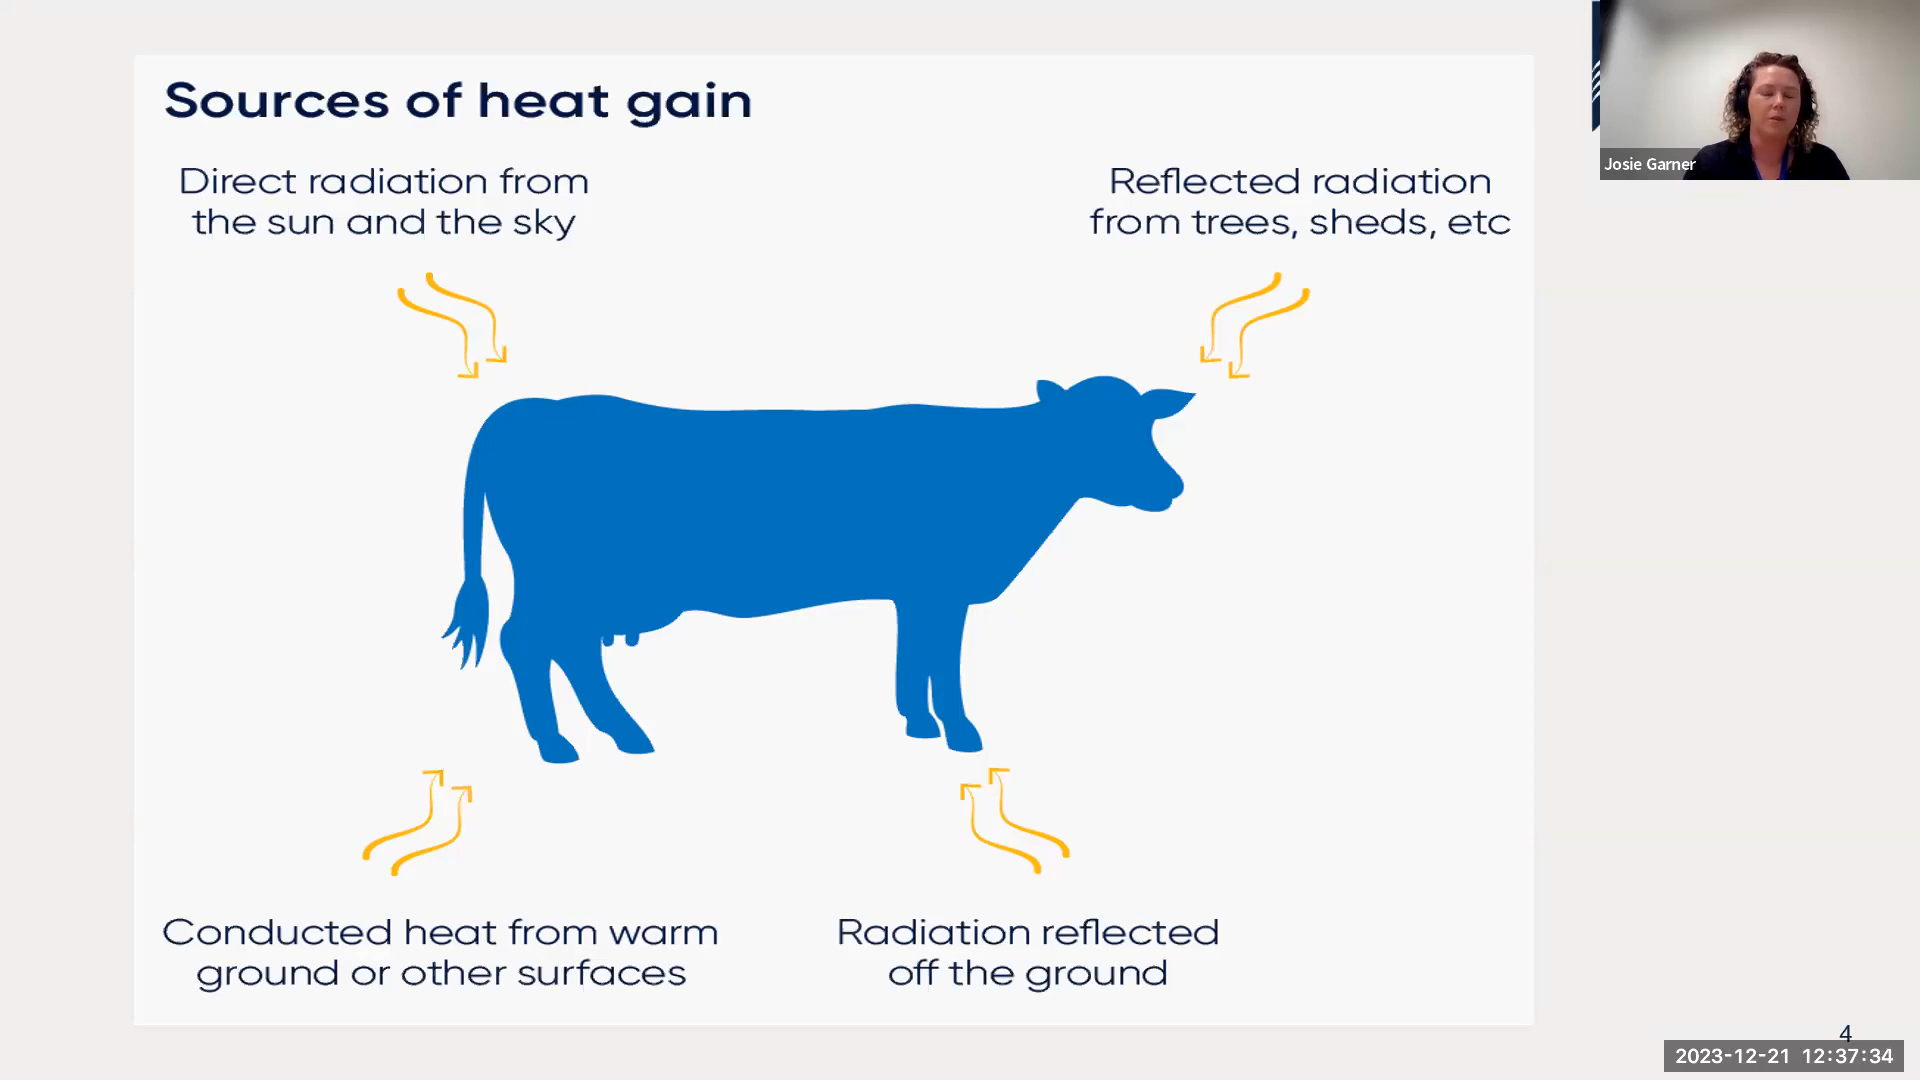 Sources of heat gain
Direct radiation from
the sun and the sky
Reflected radiation
from trees, sheds, etc
Josie Garner
Conducted heat from warm
ground or other surfaces
Radiation reflected
off the ground
4
2023-12-21 12:37:34